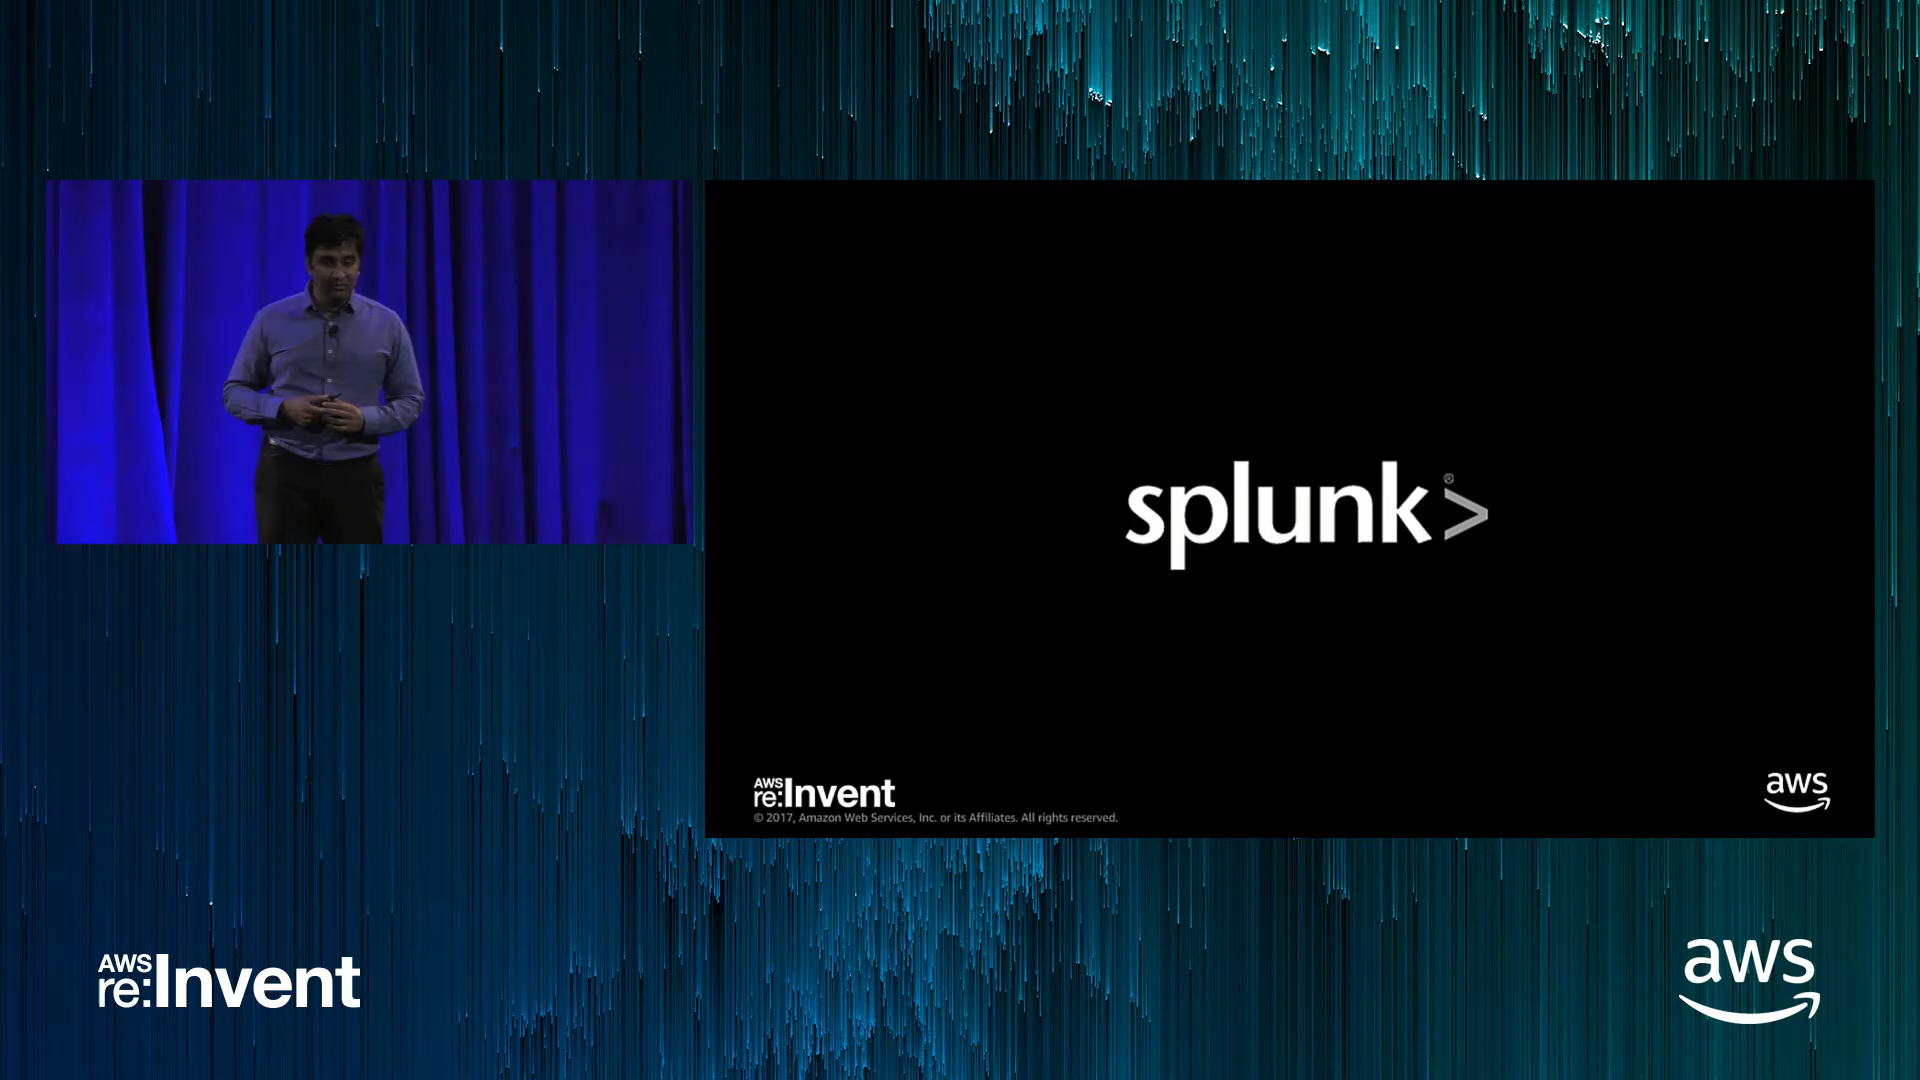 splunk>®
AWS
re:Invent
© 2017, Amazon Web Services, Inc. or its Affiliates. All rights reserved.
aws
AWS
re:Invent
aws